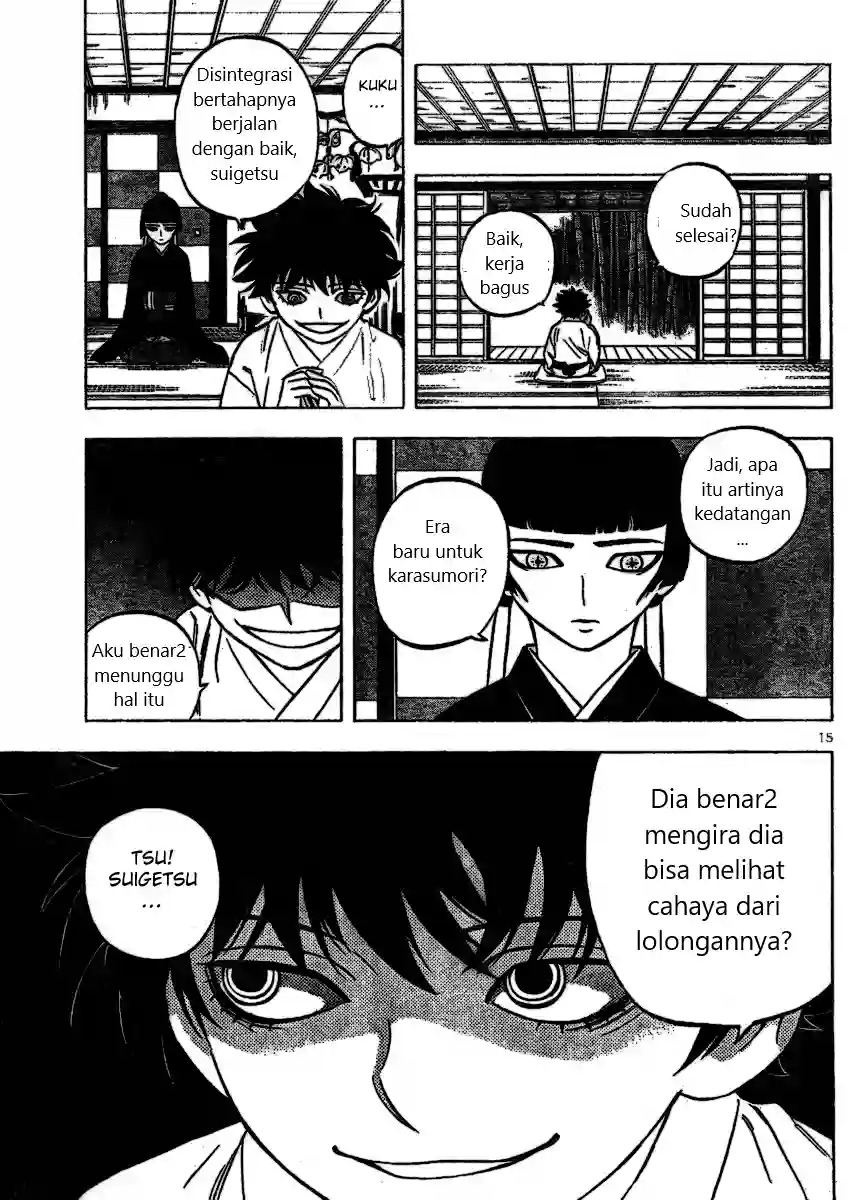 Sudah
selesai?
Baik,
kerja
bagus
KUKU
...
Disintegrasi
bertahapnya
berjalan
dengan baik,
suigetsu
Jadi, apa
itu artinya
kedatangan
...
Era
baru untuk
karasumori?
Aku benar2
menunggu
hal itu
15
Dia benar2
mengira dia
bisa melihat
cahaya dari
lolongannya?
TSU!
SUIGETSU
...